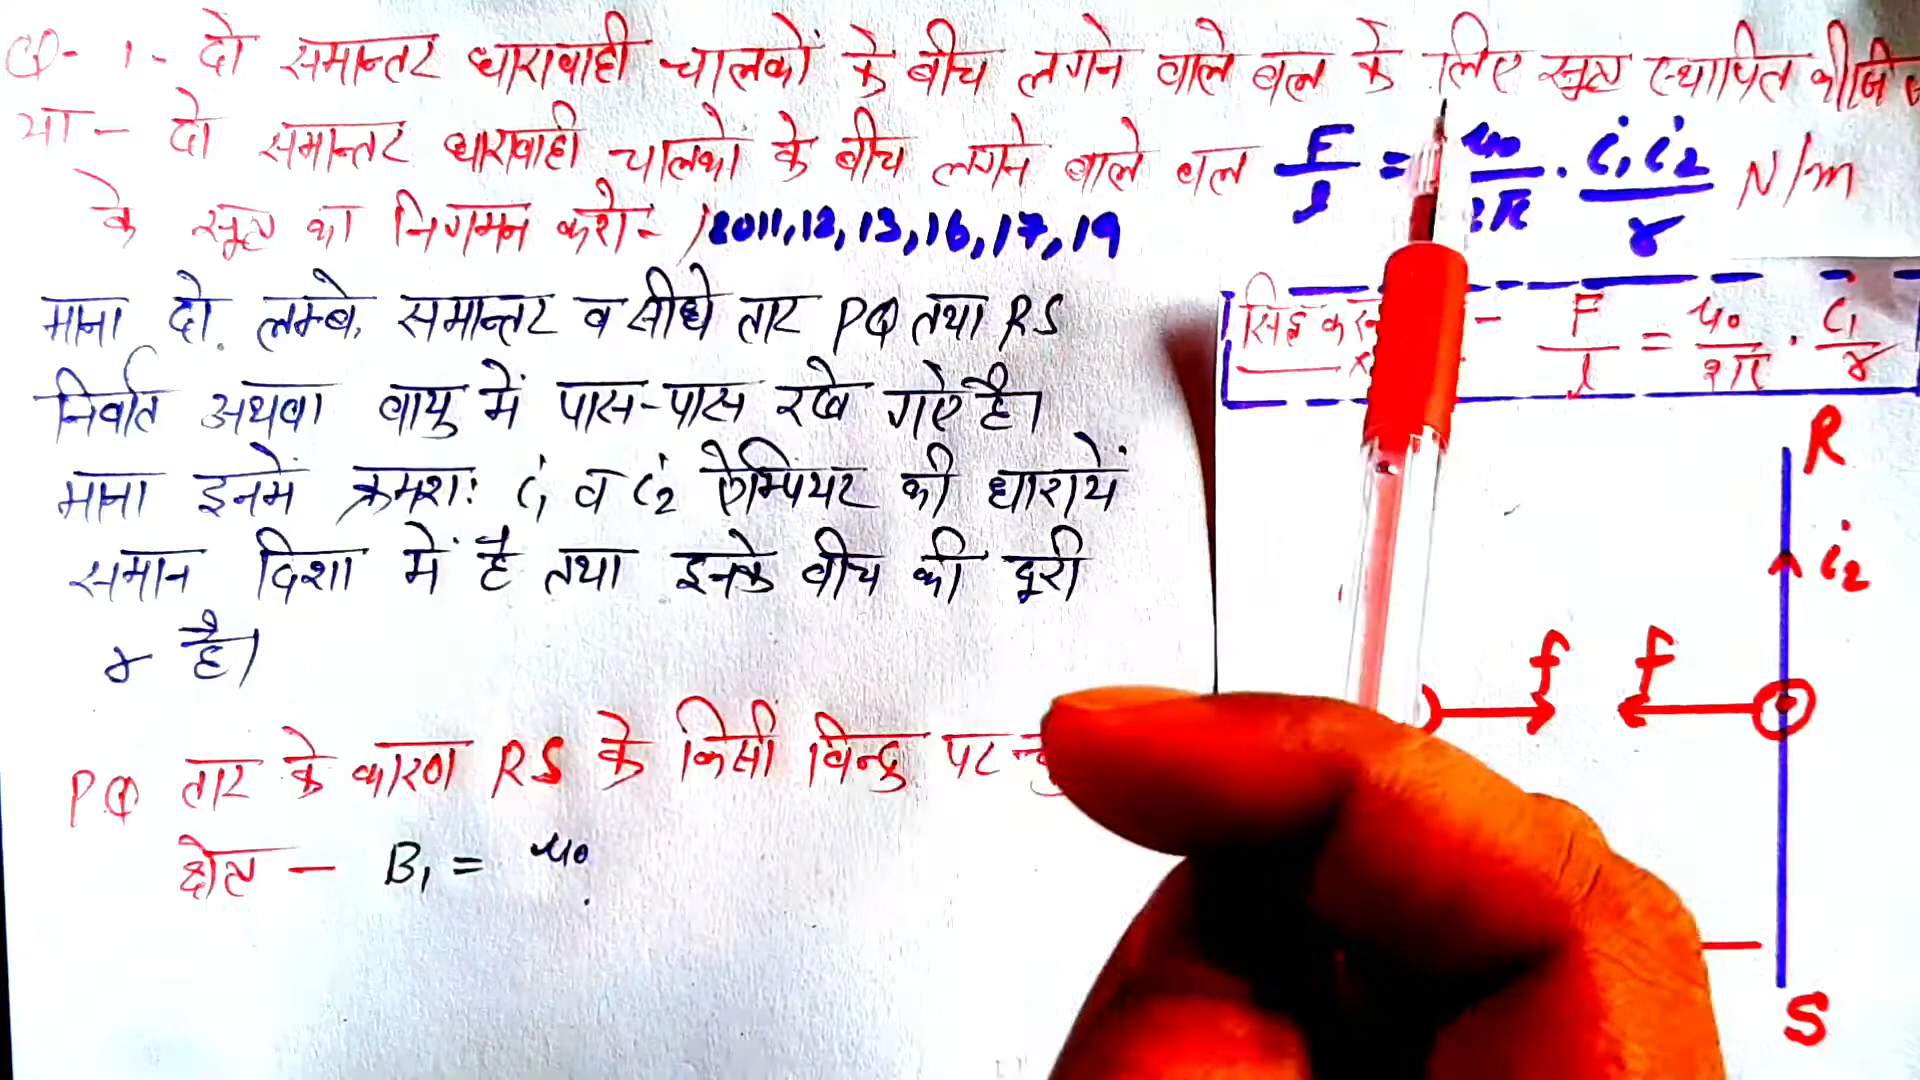 Q-1- दो समान्तर धारावाही चालकों के बीच लगने वाले बल के लिए सूत्र स्थापित कीजि
या- दो समान्तर धारावाही चालकों के बीच लगने वाले बल F/l = μ₀/2π · i₁i₂/r N/m
के सूत्र का निगमन करो- 2011,12,13,16,17,19
माना दो लम्बे, समान्तर व सीधे तार PQ तथा RS
निर्वात अथवा वायु में पास-पास रखे गऐ है।
माना इनमें क्रमशः i₁ व i₂ ऐम्पियर की धारायें
समान दिशा में है तथा इनके बीच की दूरी
r है।
PQ तार के कारण RS के किसी बिन्दु पर
क्षेत्र - B₁ = μ₀
F/l = μ₀/2π · i₁/r
R
i₂
f f
S